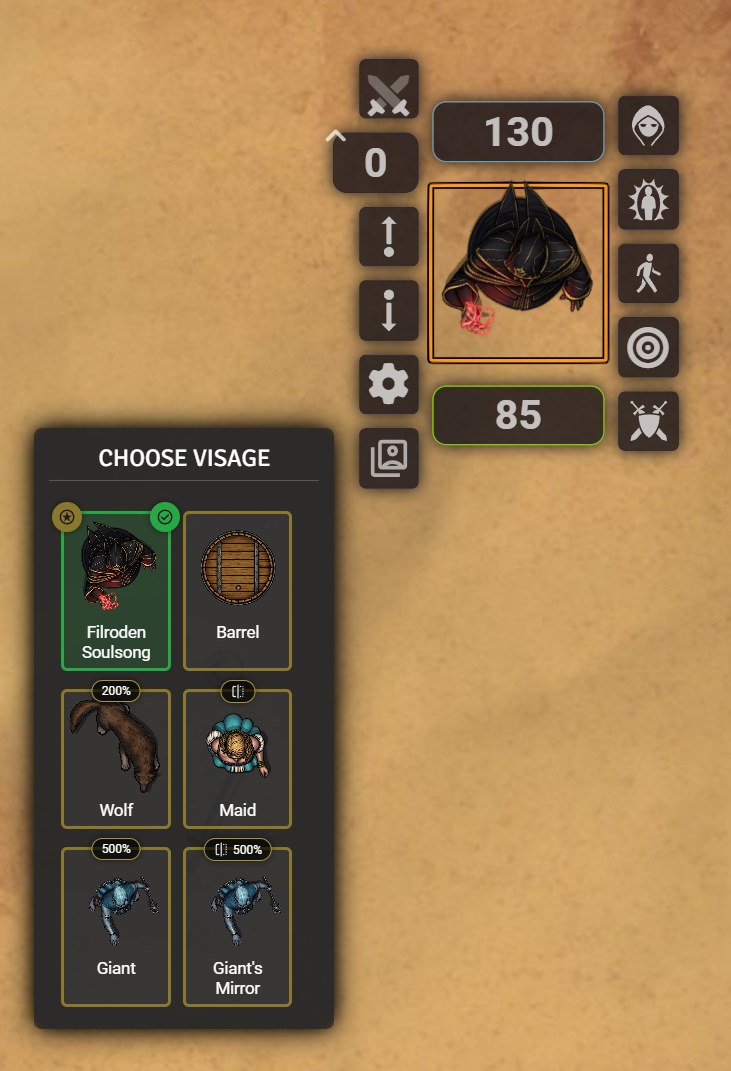 130
0
85
CHOOSE VISAGE
Filroden
Soulsong
Barrel
200%
Wolf
Maid
500%
500%
Giant
Giant's
Mirror